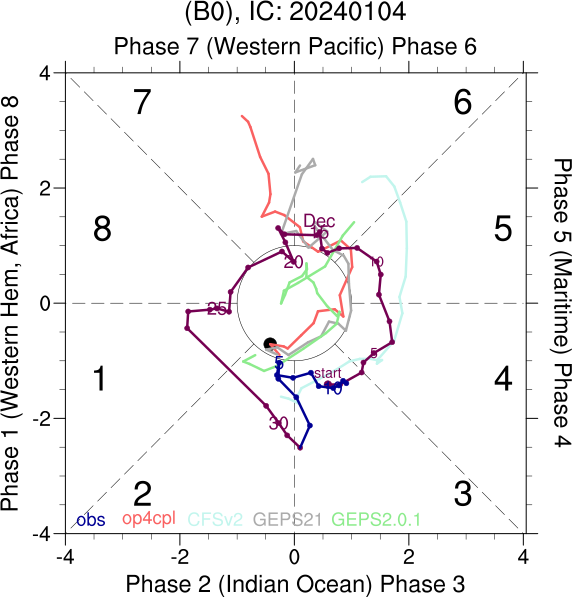 (B0), IC: 20240104
Phase 7 (Western Pacific) Phase 6
Phase 1 (Western Hem, Africa) Phase 8
Phase 5 (Maritime) Phase 4
4
2
0
-2
-4
7
6
8
5
1
4
2
3
Dec
15
20
10
25
5
5
start
10
30
obs
op4cpl
CFSv2
GEPS21
GEPS2.0.1
-4
-2
0
2
4
Phase 2 (Indian Ocean) Phase 3